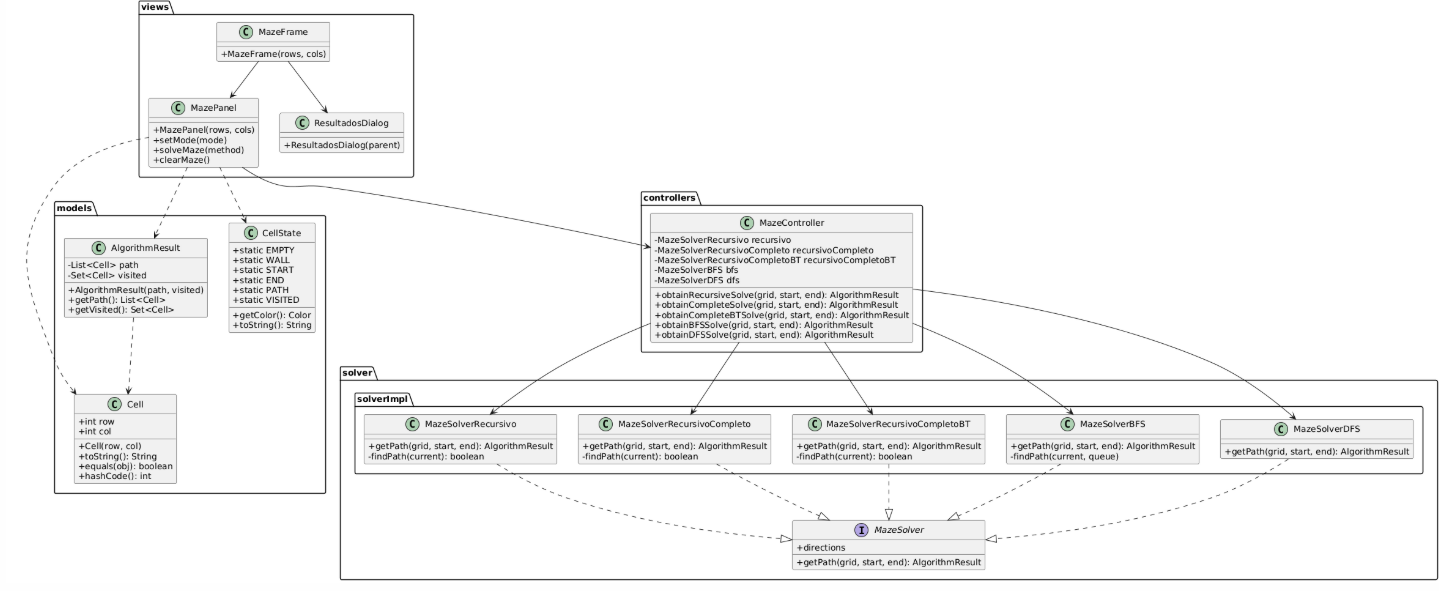 views
C MazeFrame
+MazeFrame(rows, cols)
C MazePanel
+MazePanel(rows, cols)
+setMode(mode)
+solveMaze(method)
+clearMaze()
C ResultadosDialog
+ResultadosDialog(parent)
models
C AlgorithmResult
-List<Cell> path
-Set<Cell> visited
+AlgorithmResult(path, visited)
+getPath(): List<Cell>
+getVisited(): Set<Cell>
C CellState
+static EMPTY
+static WALL
+static START
+static END
+static PATH
+static VISITED
+getColor(): Color
+toString(): String
C Cell
+int row
+int col
+Cell(row, col)
+toString(): String
+equals(obj): boolean
+hashCode(): int
controllers
C MazeController
-MazeSolverRecursivo recursivo
-MazeSolverRecursivoCompleto recursivoCompleto
-MazeSolverRecursivoCompletoBT recursivoCompletoBT
-MazeSolverBFS bfs
-MazeSolverDFS dfs
+obtainRecursiveSolve(grid, start, end): AlgorithmResult
+obtainCompleteSolve(grid, start, end): AlgorithmResult
+obtainCompleteBTSolve(grid, start, end): AlgorithmResult
+obtainBFSSolve(grid, start, end): AlgorithmResult
+obtainDFSSolve(grid, start, end): AlgorithmResult
solver
solverImpl
C MazeSolverRecursivo
+getPath(grid, start, end): AlgorithmResult
-findPath(current): boolean
C MazeSolverRecursivoCompleto
+getPath(grid, start, end): AlgorithmResult
-findPath(current): boolean
C MazeSolverRecursivoCompletoBT
+getPath(grid, start, end): AlgorithmResult
-findPath(current): boolean
C MazeSolverBFS
+getPath(grid, start, end): AlgorithmResult
-findPath(current, queue)
C MazeSolverDFS
+getPath(grid, start, end): AlgorithmResult
I MazeSolver
+directions
+getPath(grid, start, end): AlgorithmResult